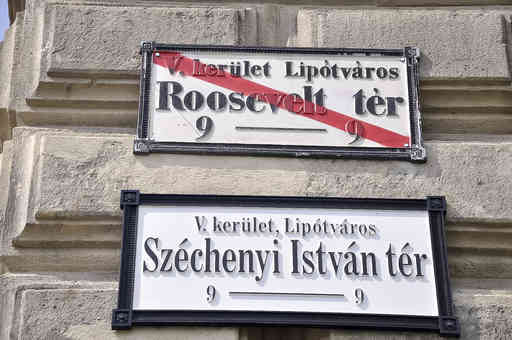 V. kerület Lipótváros
Roosevelt tér
9 — 9
V. kerület, Lipótváros
Széchenyi István tér
9 — 9